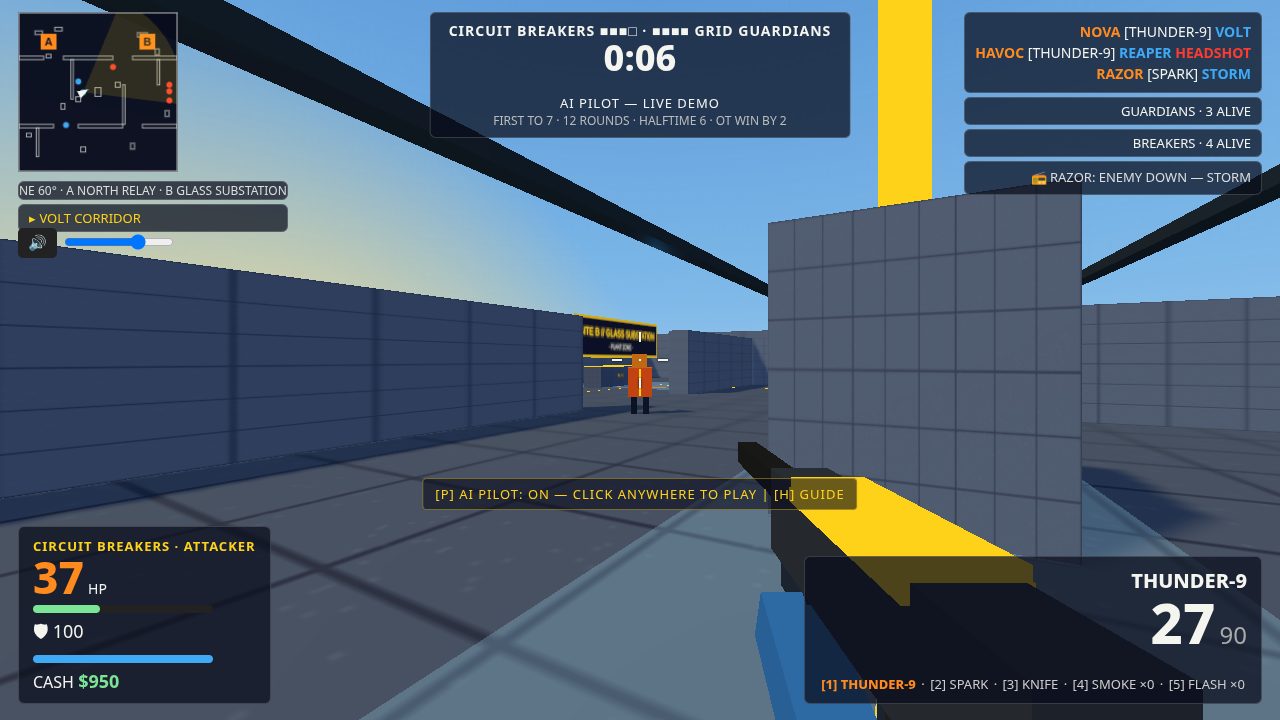 A
B
NE 60° · A NORTH RELAY · B GLASS SUBSTATION
▸ VOLT CORRIDOR
CIRCUIT BREAKERS ■■■□ · ■■■■ GRID GUARDIANS
0:06
AI PILOT — LIVE DEMO
FIRST TO 7 · 12 ROUNDS · HALFTIME 6 · OT WIN BY 2
NOVA [THUNDER-9] VOLT
HAVOC [THUNDER-9] REAPER HEADSHOT
RAZOR [SPARK] STORM
GUARDIANS · 3 ALIVE
BREAKERS · 4 ALIVE
📻 RAZOR: ENEMY DOWN — STORM
[P] AI PILOT: ON — CLICK ANYWHERE TO PLAY | [H] GUIDE
CIRCUIT BREAKERS · ATTACKER
37 HP
100
CASH $950
THUNDER-9
27 90
[1] THUNDER-9 · [2] SPARK · [3] KNIFE · [4] SMOKE ×0 · [5] FLASH ×0